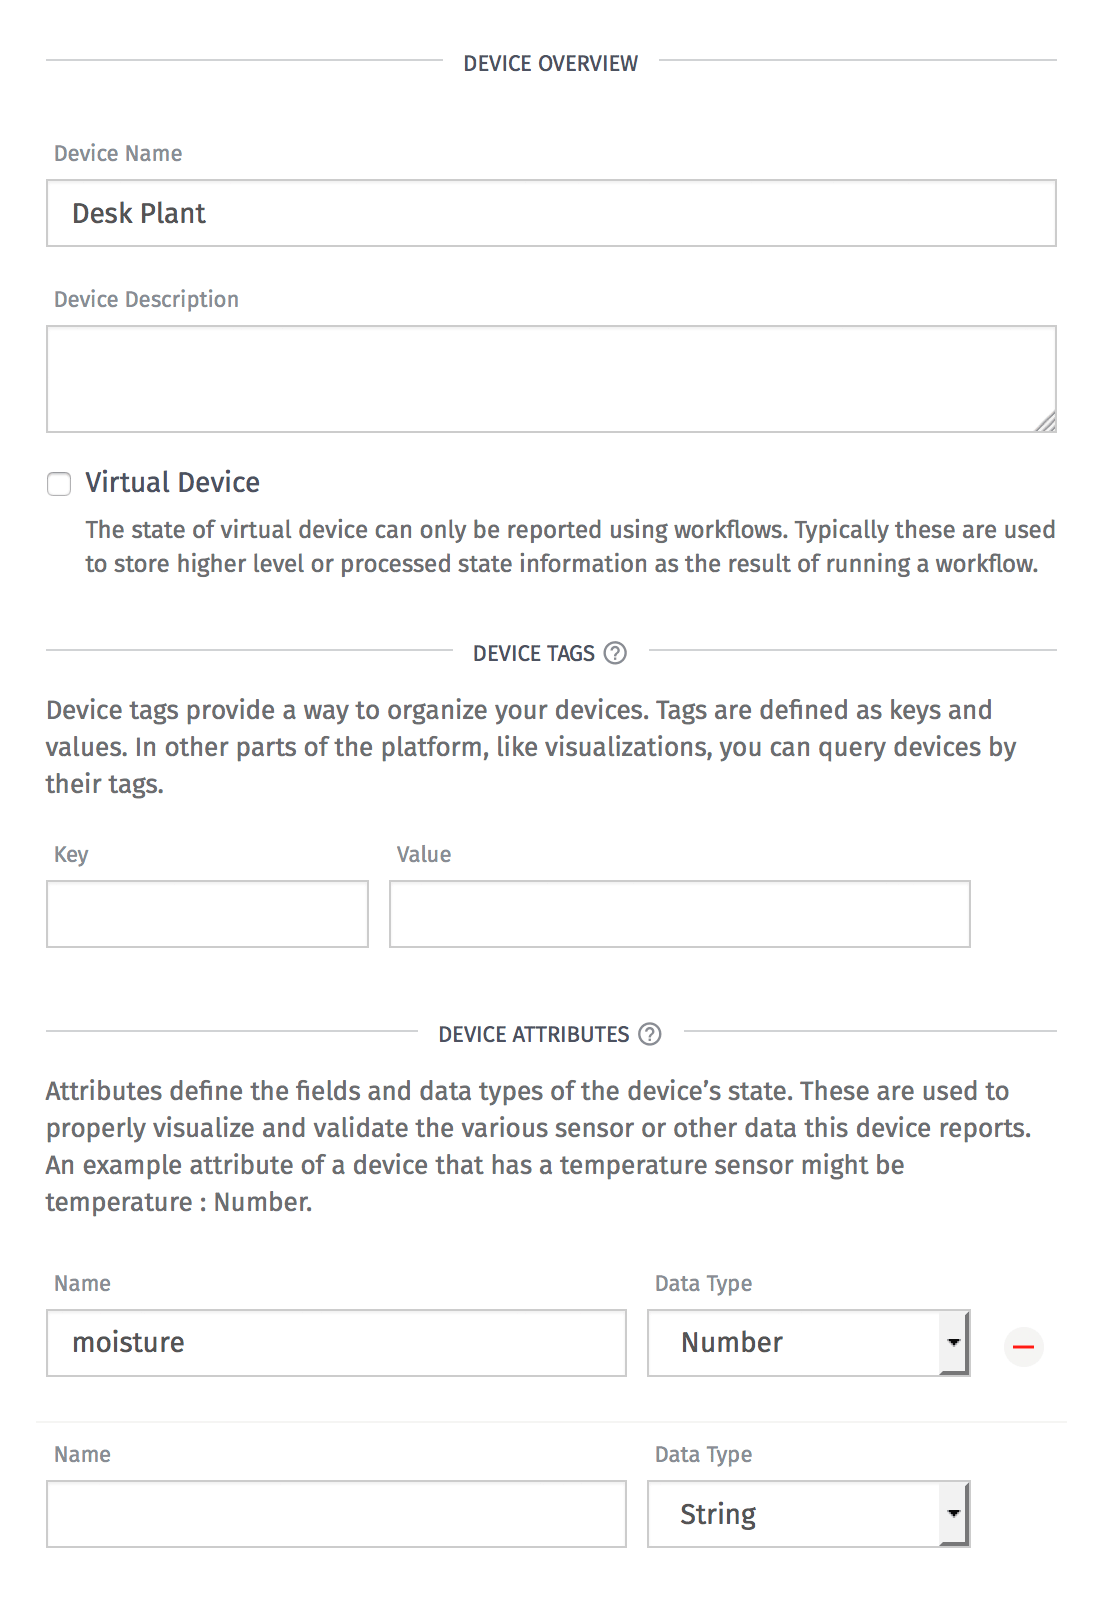 DEVICE OVERVIEW
Device Name
Desk Plant
Device Description
Virtual Device
The state of virtual device can only be reported using workflows. Typically these are used
to store higher level or processed state information as the result of running a workflow.
DEVICE TAGS ?
Device tags provide a way to organize your devices. Tags are defined as keys and
values. In other parts of the platform, like visualizations, you can query devices by
their tags.
Key Value
DEVICE ATTRIBUTES ?
Attributes define the fields and data types of the device’s state. These are used to
properly visualize and validate the various sensor or other data this device reports.
An example attribute of a device that has a temperature sensor might be
temperature : Number.
Name Data Type
moisture Number
Name Data Type
String